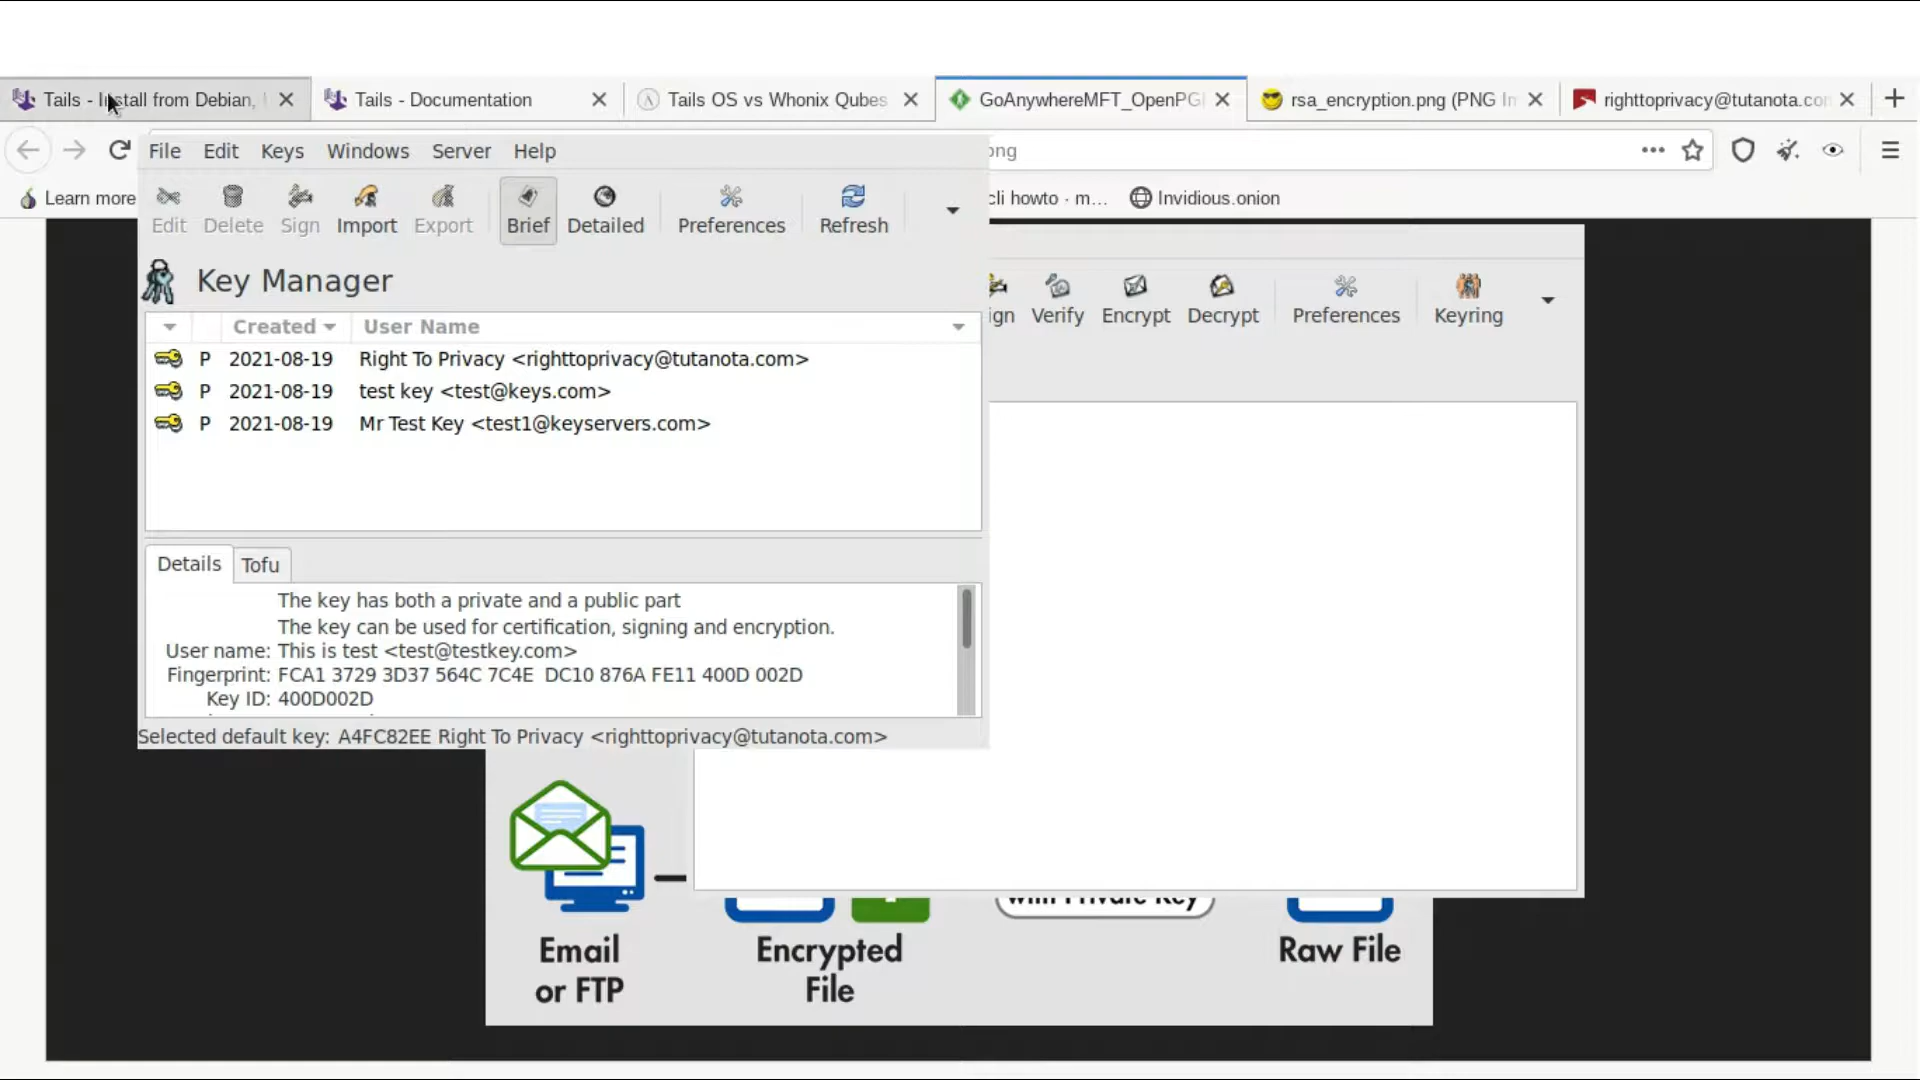 Tails - Install from Debian,
Tails - Documentation
Tails OS vs Whonix Qubes
GoAnywhereMFT_OpenPG
rsa_encryption.png (PNG Im
righttoprivacy@tutanota.com
File Edit Keys Windows Server Help
ong
Learn more
cli howto · m...
Invidious.onion
Edit Delete Sign Import Export Brief Detailed Preferences Refresh
Key Manager
Created User Name
P 2021-08-19 Right To Privacy <righttoprivacy@tutanota.com>
P 2021-08-19 test key <test@keys.com>
P 2021-08-19 Mr Test Key <test1@keyservers.com>
ign Verify Encrypt Decrypt Preferences Keyring
Details Tofu
The key has both a private and a public part
The key can be used for certification, signing and encryption.
User name: This is test <test@testkey.com>
Fingerprint: FCA1 3729 3D37 564C 7C4E DC10 876A FE11 400D 002D
Key ID: 400D002D
Selected default key: A4FC82EE Right To Privacy <righttoprivacy@tutanota.com>
with Private Key
Email
or FTP
Encrypted
File
Raw File